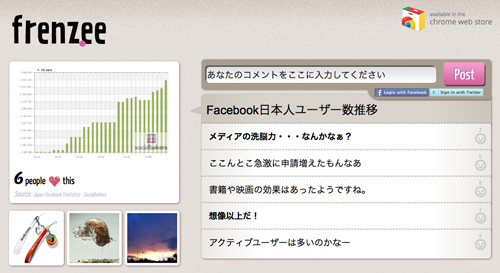 frenzee
available in the
chrome web store
あなたのコメントをここに入力してください
Post
Login with Facebook
Sign in with Twitter
Facebook日本人ユーザー数推移
メディアの洗脳力・・・なんかなぁ？
ここんとこ急激に申請増えたもんなあ
書籍や映画の効果はあったようですね。
想像以上だ！
アクティブユーザーは多いのかなー
socialbakers
6 people this
Source: Japan Facebook Statistics - Socialbakers